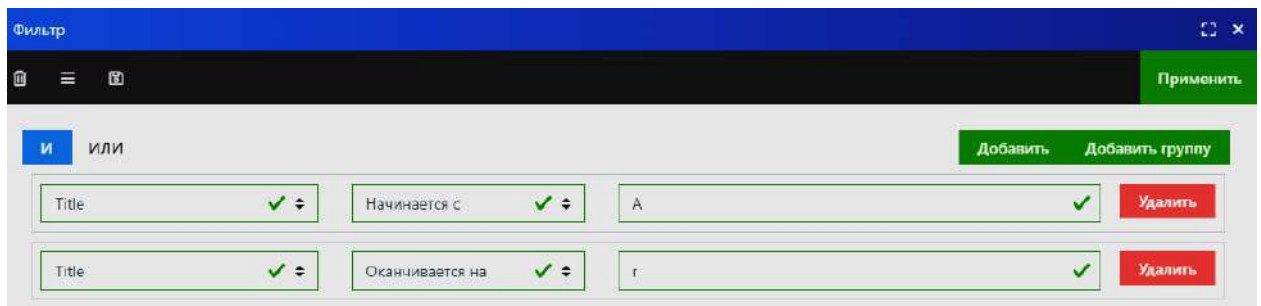 Фильтр
Применить
И ИЛИ Добавить Добавить группу
Title Начинается с A Удалить
Title Оканчивается на r Удалить